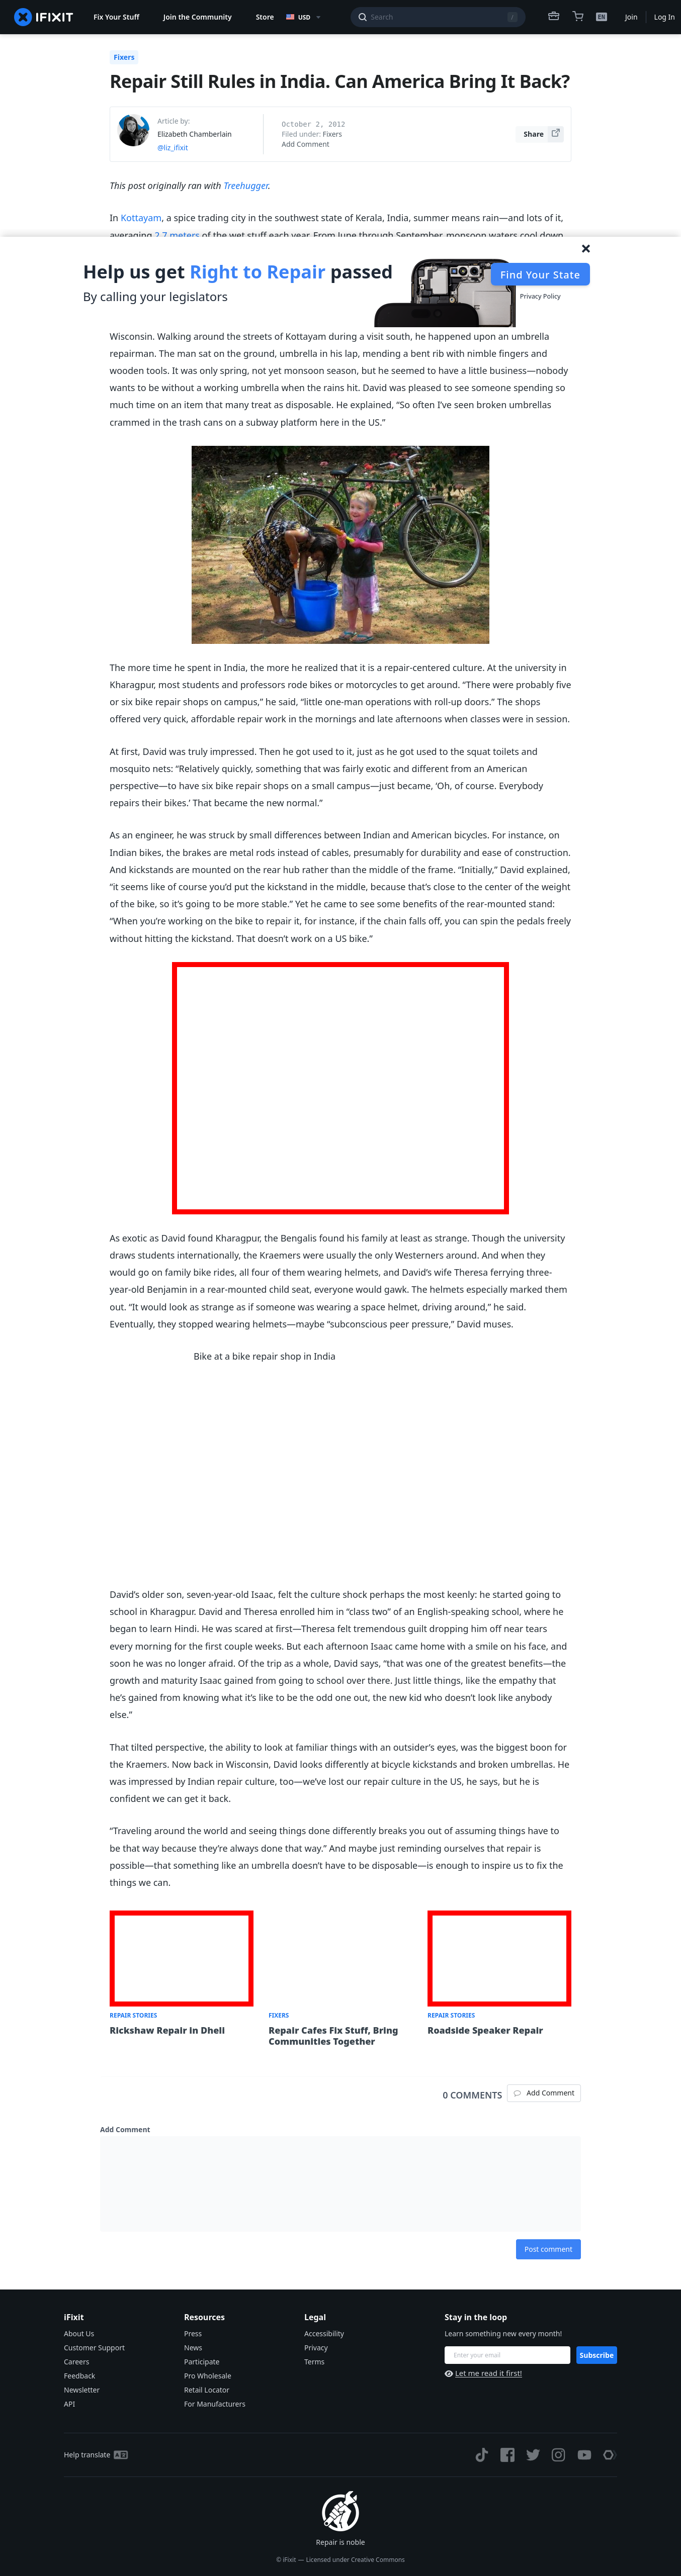 IFIXIT
Fix Your Stuff
Join the Community
Store
USD
Search
/
EN
Join
Log In
Fixers
Repair Still Rules in India. Can America Bring It Back?
Article by:
Elizabeth Chamberlain
@liz_ifixit
October 2, 2012
Filed under: Fixers
Add Comment
Share
This post originally ran with Treehugger.
In Kottayam, a spice trading city in the southwest state of Kerala, India, summer means rain—and lots of it,
averaging 2.7 meters of the wet stuff each year. From June through September, monsoon waters cool down
Help us get Right to Repair passed
By calling your legislators
Find Your State
Privacy Policy
Wisconsin. Walking around the streets of Kottayam during a visit south, he happened upon an umbrella
repairman. The man sat on the ground, umbrella in his lap, mending a bent rib with nimble fingers and
wooden tools. It was only spring, not yet monsoon season, but he seemed to have a little business—nobody
wants to be without a working umbrella when the rains hit. David was pleased to see someone spending so
much time on an item that many treat as disposable. He explained, “So often I’ve seen broken umbrellas
crammed in the trash cans on a subway platform here in the US.”
The more time he spent in India, the more he realized that it is a repair-centered culture. At the university in
Kharagpur, most students and professors rode bikes or motorcycles to get around. “There were probably five
or six bike repair shops on campus,” he said, “little one-man operations with roll-up doors.” The shops
offered very quick, affordable repair work in the mornings and late afternoons when classes were in session.
At first, David was truly impressed. Then he got used to it, just as he got used to the squat toilets and
mosquito nets: “Relatively quickly, something that was fairly exotic and different from an American
perspective—to have six bike repair shops on a small campus—just became, ‘Oh, of course. Everybody
repairs their bikes.’ That became the new normal.”
As an engineer, he was struck by small differences between Indian and American bicycles. For instance, on
Indian bikes, the brakes are metal rods instead of cables, presumably for durability and ease of construction.
And kickstands are mounted on the rear hub rather than the middle of the frame. “Initially,” David explained,
“it seems like of course you’d put the kickstand in the middle, because that’s close to the center of the weight
of the bike, so it’s going to be more stable.” Yet he came to see some benefits of the rear-mounted stand:
“When you’re working on the bike to repair it, for instance, if the chain falls off, you can spin the pedals freely
without hitting the kickstand. That doesn’t work on a US bike.”
As exotic as David found Kharagpur, the Bengalis found his family at least as strange. Though the university
draws students internationally, the Kraemers were usually the only Westerners around. And when they
would go on family bike rides, all four of them wearing helmets, and David’s wife Theresa ferrying three-
year-old Benjamin in a rear-mounted child seat, everyone would gawk. The helmets especially marked them
out. “It would look as strange as if someone was wearing a space helmet, driving around,” he said.
Eventually, they stopped wearing helmets—maybe “subconscious peer pressure,” David muses.
Bike at a bike repair shop in India
David’s older son, seven-year-old Isaac, felt the culture shock perhaps the most keenly: he started going to
school in Kharagpur. David and Theresa enrolled him in “class two” of an English-speaking school, where he
began to learn Hindi. He was scared at first—Theresa felt tremendous guilt dropping him off near tears
every morning for the first couple weeks. But each afternoon Isaac came home with a smile on his face, and
soon he was no longer afraid. Of the trip as a whole, David says, “that was one of the greatest benefits—the
growth and maturity Isaac gained from going to school over there. Just little things, like the empathy that
he’s gained from knowing what it’s like to be the odd one out, the new kid who doesn’t look like anybody
else.”
That tilted perspective, the ability to look at familiar things with an outsider’s eyes, was the biggest boon for
the Kraemers. Now back in Wisconsin, David looks differently at bicycle kickstands and broken umbrellas. He
was impressed by Indian repair culture, too—we’ve lost our repair culture in the US, he says, but he is
confident we can get it back.
“Traveling around the world and seeing things done differently breaks you out of assuming things have to
be that way because they’re always done that way.” And maybe just reminding ourselves that repair is
possible—that something like an umbrella doesn’t have to be disposable—is enough to inspire us to fix the
things we can.
REPAIR STORIES
Rickshaw Repair in Dheli
FIXERS
Repair Cafes Fix Stuff, Bring
Communities Together
REPAIR STORIES
Roadside Speaker Repair
0 COMMENTS
Add Comment
Add Comment
Post comment
iFixit
About Us
Customer Support
Careers
Feedback
Newsletter
API
Resources
Press
News
Participate
Pro Wholesale
Retail Locator
For Manufacturers
Legal
Accessibility
Privacy
Terms
Stay in the loop
Learn something new every month!
Enter your email
Subscribe
Let me read it first!
Help translate
Repair is noble
© iFixit — Licensed under Creative Commons